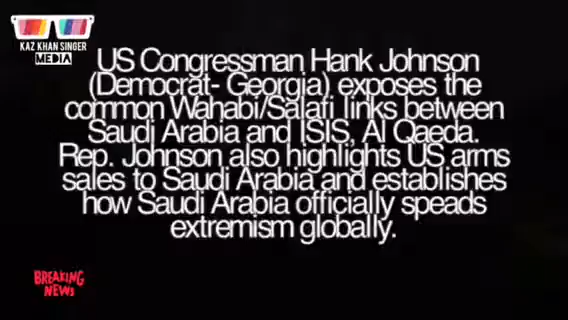 KAZ KHAN SINGER
MEDIA
US Congressman Hank Johnson
(Democrat- Georgia) exposes the
common Wahabi/Salafi links between
Saudi Arabia and ISIS, Al Qaeda.
Rep. Johnson also highlights US arms
sales to Saudi Arabia and establishes
how Saudi Arabia officially speads
extremism globally.
BREAKING
NEWS